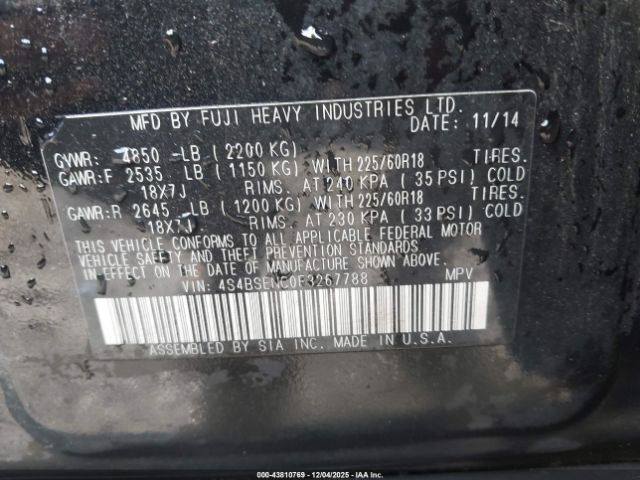 MFD BY FUJI HEAVY INDUSTRIES LTD.
DATE: 11/14
GVWR: 4850 LB (2200 KG)
GAWR:F 2535 LB (1150 KG) WITH 225/60R18 TIRES.
18X7J RIMS. AT 240 KPA (35 PSI) COLD
GAWR:R 2645 LB (1200 KG) WITH 225/60R18 TIRES.
18X7J RIMS. AT 230 KPA (33 PSI) COLD
THIS VEHICLE CONFORMS TO ALL APPLICABLE FEDERAL MOTOR
VEHICLE SAFETY AND THEFT PREVENTION STANDARDS
IN EFFECT ON THE DATE OF MANUFACTURE SHOWN ABOVE.
VIN: 4S4BSENC0F3267788 MPV
ASSEMBLED BY SIA INC. MADE IN U.S.A.
000-43810769 - 12/04/2025 - IAAI, Inc.